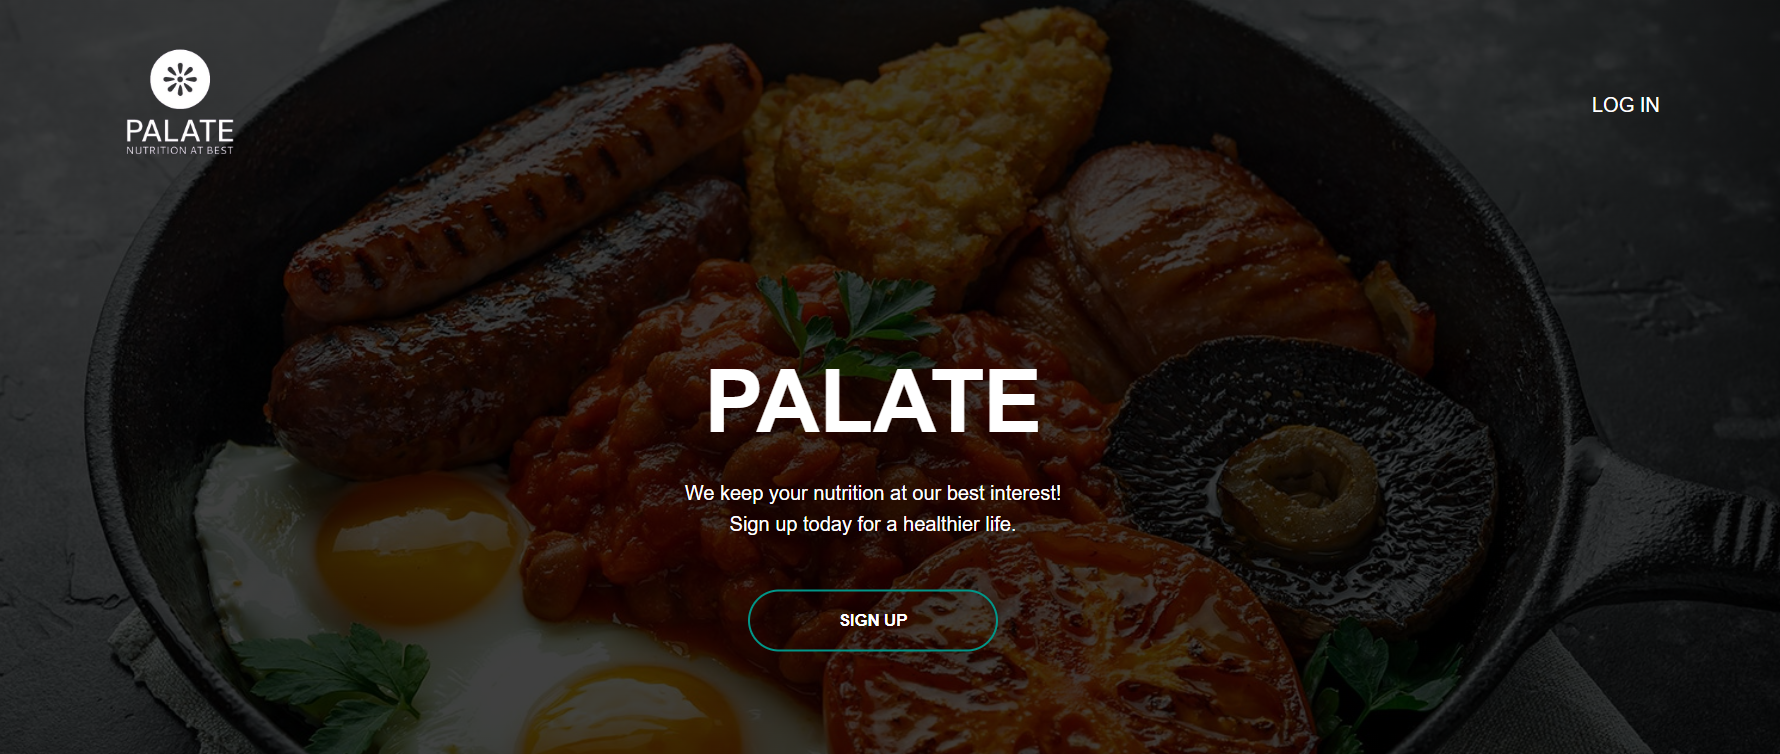 PALATE
NUTRITION AT BEST
LOG IN
PALATE
We keep your nutrition at our best interest!
Sign up today for a healthier life.
SIGN UP